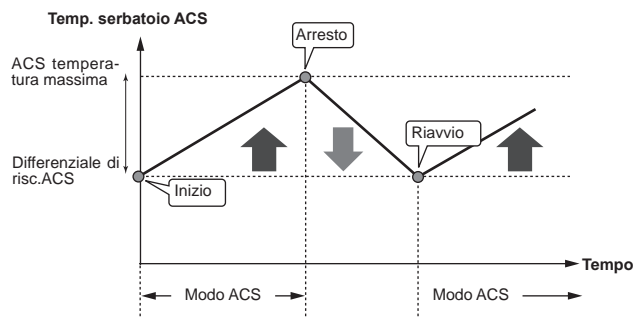 Temp. serbatoio ACS
Arresto
ACS tempera-
tura massima
Riavvio
Differenziale di
risc.ACS
Inizio
Tempo
Modo ACS
Modo ACS